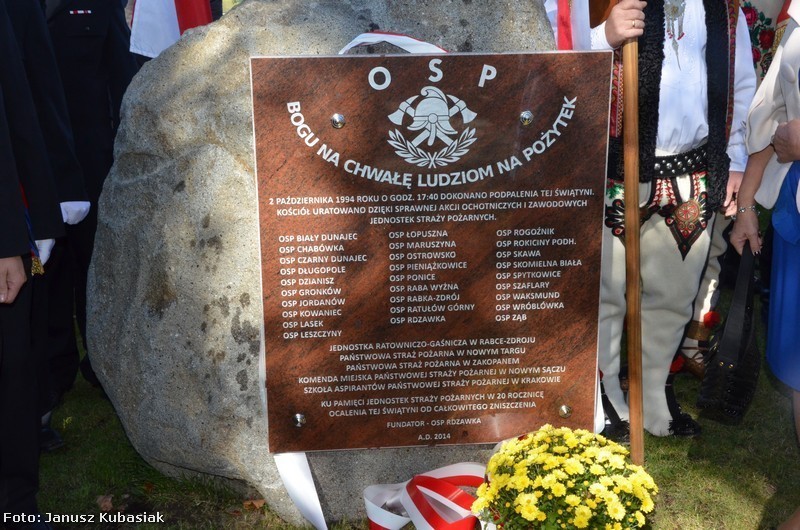 OSP
BOGU NA CHWAŁĘ LUDZIOM NA POŻYTEK
2 PAŹDZIERNIKA 1994 ROKU O GODZ. 17:40 DOKONANO PODPALENIA TEJ ŚWIĄTYNI.
KOŚCIÓŁ URATOWANO DZIĘKI SPRAWNEJ AKCJI OCHOTNICZYCH I ZAWODOWYCH
JEDNOSTEK STRAŻY POŻARNYCH.
OSP BIAŁY DUNAJEC
OSP CHABÓWKA
OSP CZARNY DUNAJEC
OSP DŁUGOPOLE
OSP DZIANISZ
OSP GRONKÓW
OSP JORDANÓW
OSP KOWANIEC
OSP LASEK
OSP LESZCZYNY
OSP ŁOPUSZNA
OSP MARUSZYNA
OSP OSTROWSKO
OSP PIENIĄŻKOWICE
OSP PONICE
OSP RABA WYŻNA
OSP RABKA-ZDRÓJ
OSP RATUŁÓW GÓRNY
OSP RDZAWKA
OSP ROGOŹNIK
OSP ROKICINY PODH.
OSP SKAWA
OSP SKOMIELNA BIAŁA
OSP SPYTKOWICE
OSP SZAFLARY
OSP WAKSMUND
OSP WRÓBLÓWKA
OSP ZĄB
JEDNOSTKA RATOWNICZO-GAŚNICZA W RABCE-ZDROJU
PAŃSTWOWA STRAŻ POŻARNA W NOWYM TARGU
PAŃSTWOWA STRAŻ POŻARNA W ZAKOPANEM
KOMENDA MIEJSKA PAŃSTWOWEJ STRAŻY POŻARNEJ W NOWYM SĄCZU
SZKOŁA ASPIRANTÓW PAŃSTWOWEJ STRAŻY POŻARNEJ W KRAKOWIE
KU PAMIĘCI JEDNOSTEK STRAŻY POŻARNYCH W 20 ROCZNICĘ
OCALENIA TEJ ŚWIĄTYNI OD CAŁKOWITEGO ZNISZCZENIA
FUNDATOR - OSP RDZAWKA
A.D. 2014
Foto: Janusz Kubasiak